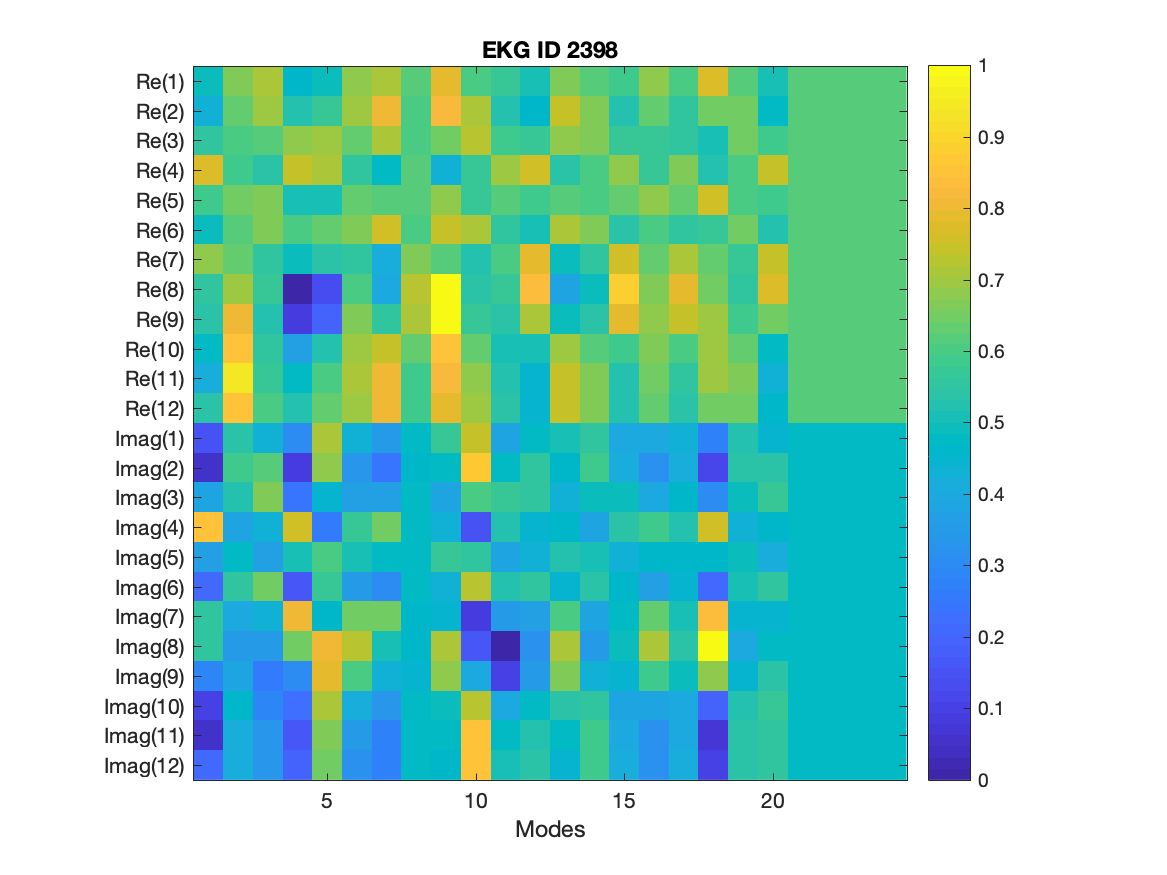 EKG ID 2398
Re(1)
Re(2)
Re(3)
Re(4)
Re(5)
Re(6)
Re(7)
Re(8)
Re(9)
Re(10)
Re(11)
Re(12)
Imag(1)
Imag(2)
Imag(3)
Imag(4)
Imag(5)
Imag(6)
Imag(7)
Imag(8)
Imag(9)
Imag(10)
Imag(11)
Imag(12)
5 10 15 20
Modes
1
0.9
0.8
0.7
0.6
0.5
0.4
0.3
0.2
0.1
0